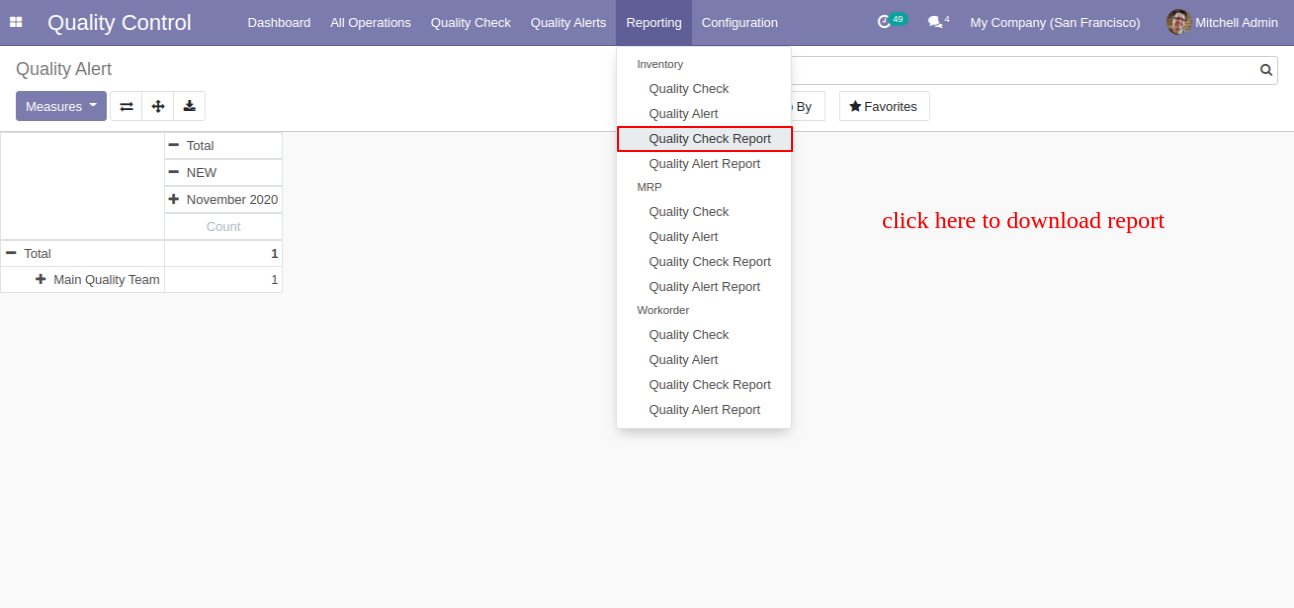 Quality Control
Dashboard
All Operations
Quality Check
Quality Alerts
Reporting
Configuration
49
4
My Company (San Francisco)
Mitchell Admin
Quality Alert
Measures
By
Favorites
Inventory
Quality Check
Quality Alert
Quality Check Report
Quality Alert Report
MRP
Quality Check
Quality Alert
Quality Check Report
Quality Alert Report
Workorder
Quality Check
Quality Alert
Quality Check Report
Quality Alert Report
Total
NEW
November 2020
Count
Total 1
Main Quality Team 1
click here to download report